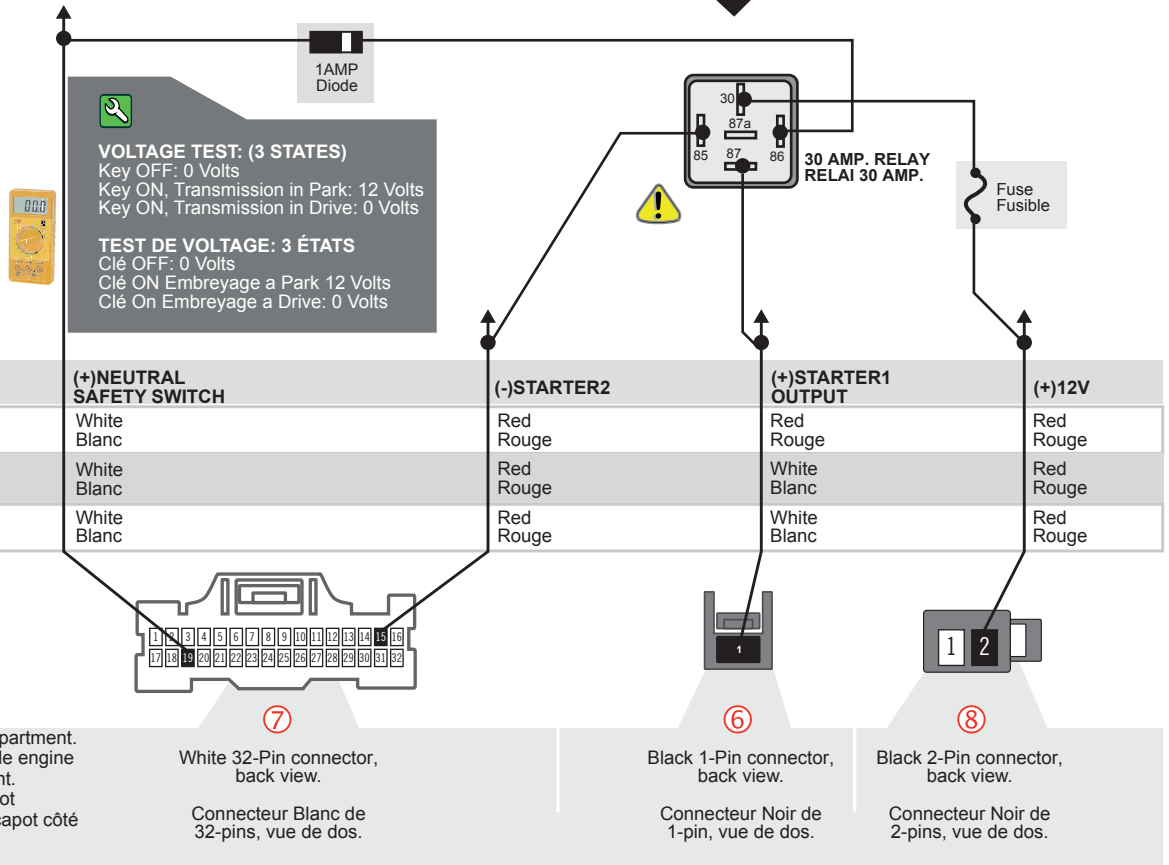 1AMP
Diode
VOLTAGE TEST: (3 STATES)
Key OFF: 0 Volts
Key ON, Transmission in Park: 12 Volts
Key ON, Transmission in Drive: 0 Volts
TEST DE VOLTAGE: 3 ÉTATS
Clé OFF: 0 Volts
Clé ON Embreyage a Park 12 Volts
Clé On Embreyage a Drive: 0 Volts
000
30
87a
85
87
86
30 AMP. RELAY
RELAI 30 AMP.
Fuse
Fusible
(+)NEUTRAL
SAFETY SWITCH
(-)STARTER2
(+)STARTER1
OUTPUT
(+)12V
White
Blanc
Red
Rouge
Red
Rouge
Red
Rouge
White
Blanc
Red
Rouge
White
Blanc
Red
Rouge
White
Blanc
Red
Rouge
White
Blanc
Red
Rouge
1 2 3 4 5 6 7 8 9 10 11 12 13 14 15 16
17 18 19 20 21 22 23 24 25 26 27 28 29 30 31 32
1
1 2
⑦
⑥
⑧
partment.
de engine
nt.
ot
capot côté
White 32-Pin connector,
back view.
Connecteur Blanc de
32-pins, vue de dos.
Black 1-Pin connector,
back view.
Connecteur Noir de
1-pin, vue de dos.
Black 2-Pin connector,
back view.
Connecteur Noir de
2-pins, vue de dos.